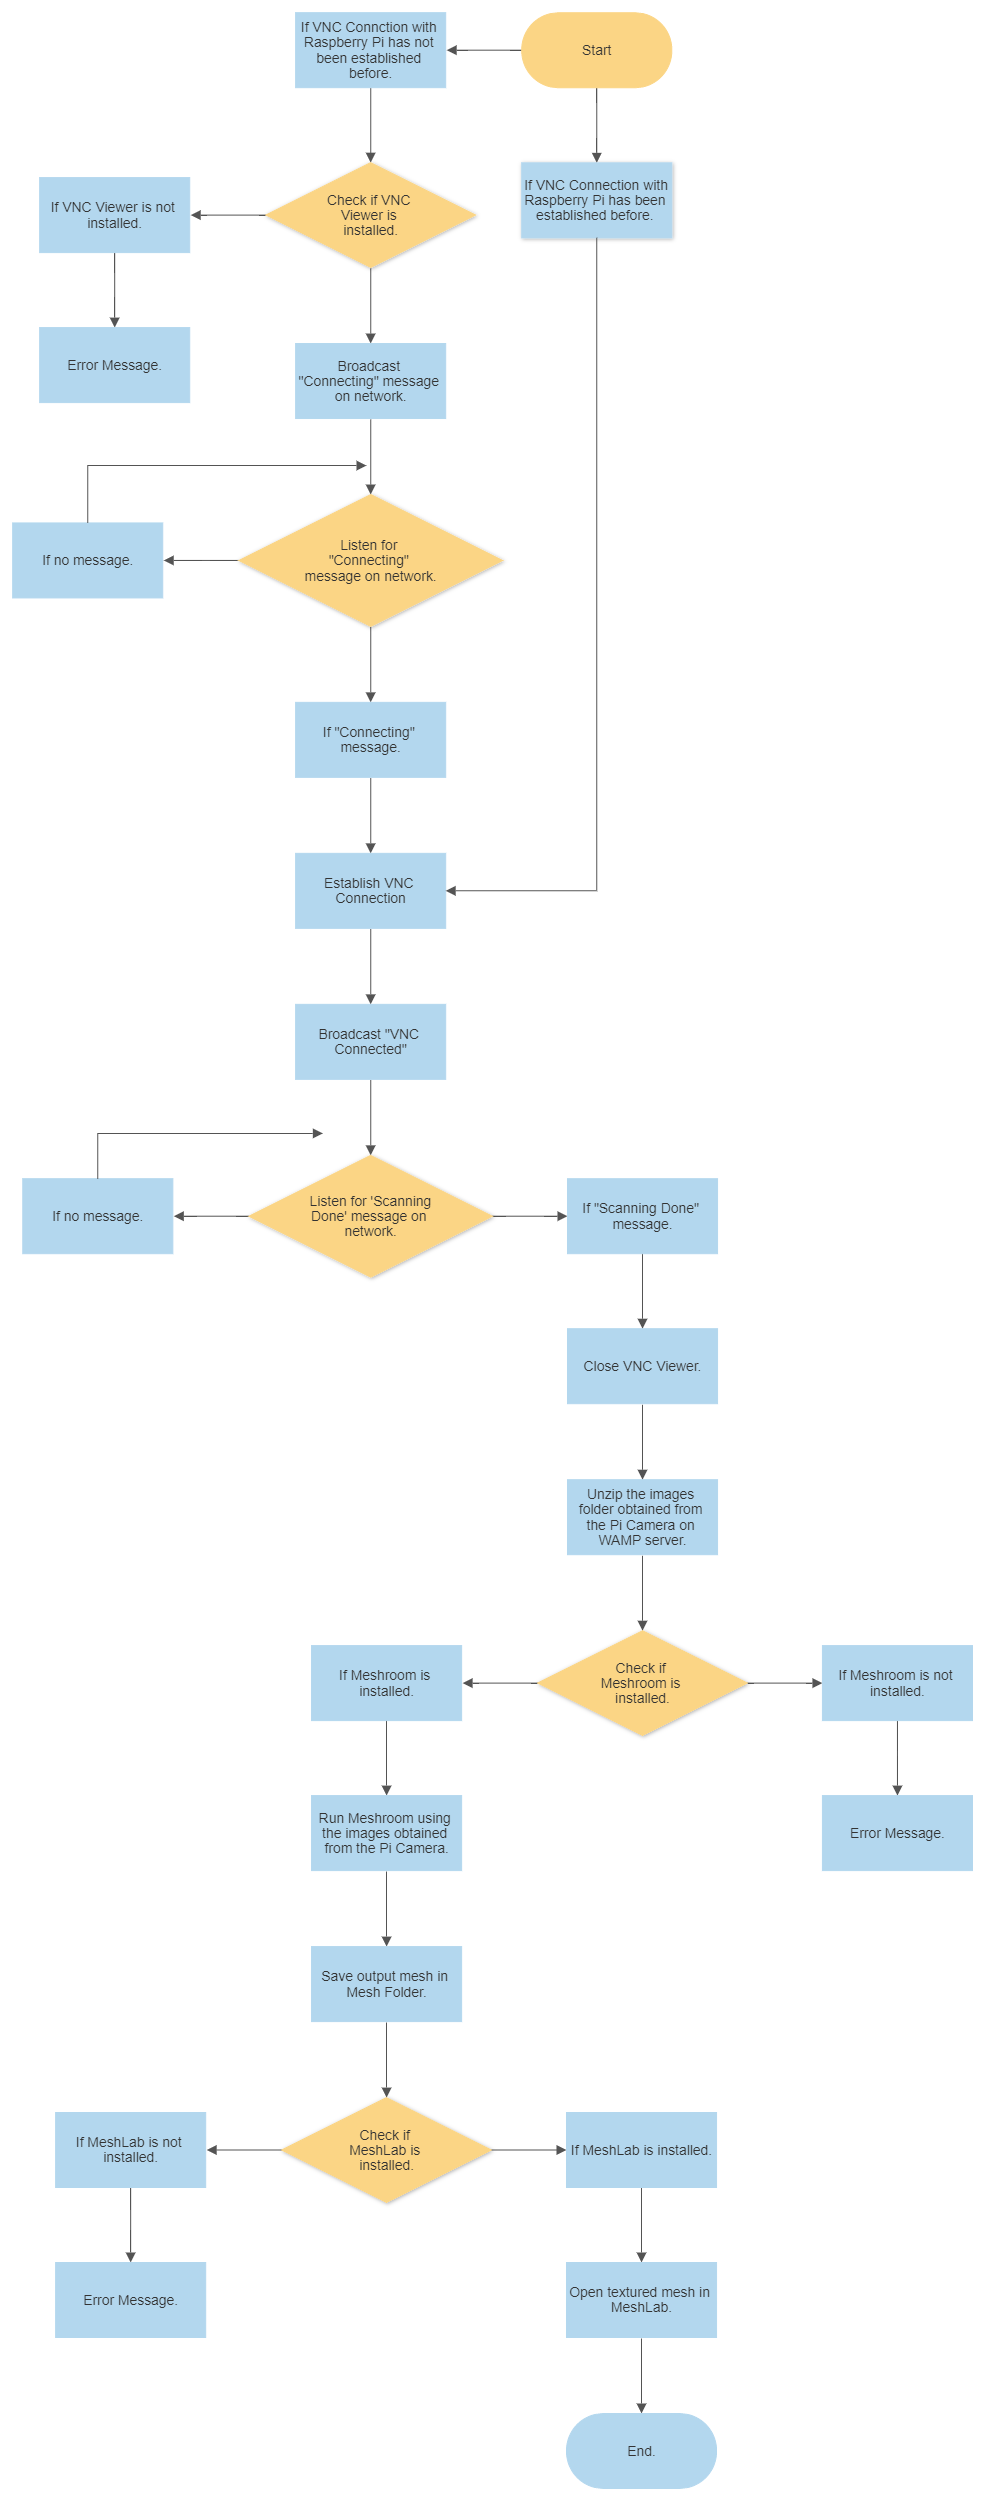 If VNC Connction with
Raspberry Pi has not
been established
before.
Start
If VNC Connection with
Raspberry Pi has been
established before.
Check if VNC
Viewer is
installed.
If VNC Viewer is not
installed.
Error Message.
Broadcast
"Connecting" message
on network.
Listen for
"Connecting"
message on network.
If no message.
If "Connecting"
message.
Establish VNC
Connection
Broadcast "VNC
Connected"
Listen for 'Scanning
Done' message on
network.
If no message.
If "Scanning Done"
message.
Close VNC Viewer.
Unzip the images
folder obtained from
the Pi Camera on
WAMP server.
Check if
Meshroom is
installed.
If Meshroom is
installed.
If Meshroom is not
installed.
Run Meshroom using
the images obtained
from the Pi Camera.
Error Message.
Save output mesh in
Mesh Folder.
Check if
MeshLab is
installed.
If MeshLab is not
installed.
If MeshLab is installed.
Error Message.
Open textured mesh in
MeshLab.
End.